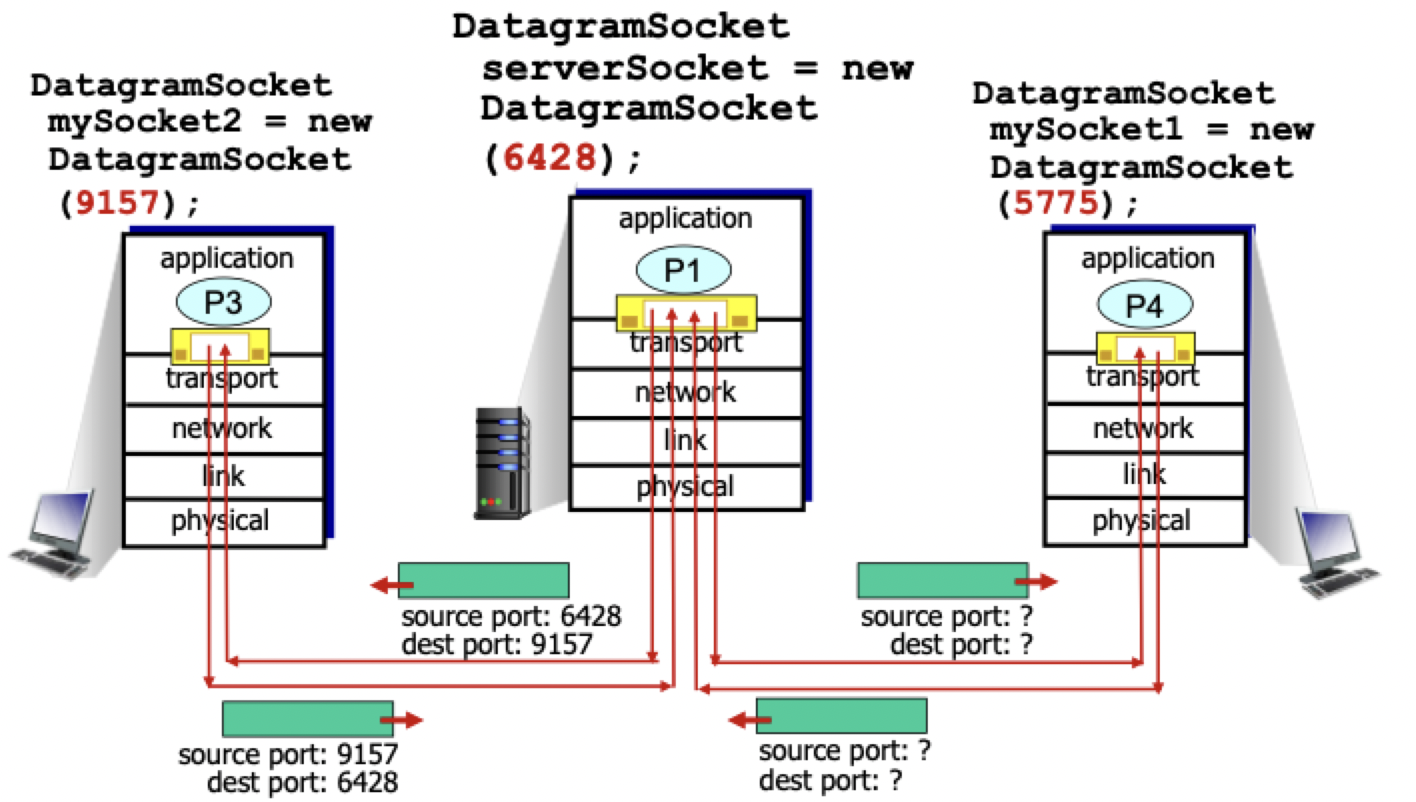 DatagramSocket
mySocket2 = new
DatagramSocket
(9157);
DatagramSocket
serverSocket = new
DatagramSocket
(6428);
DatagramSocket
mySocket1 = new
DatagramSocket
(5775);
application
P3
transport
network
link
physical
application
P1
transport
network
link
physical
application
P4
transport
network
link
physical
source port: 6428
dest port: 9157
source port: ?
dest port: ?
source port: 9157
dest port: 6428
source port: ?
dest port: ?